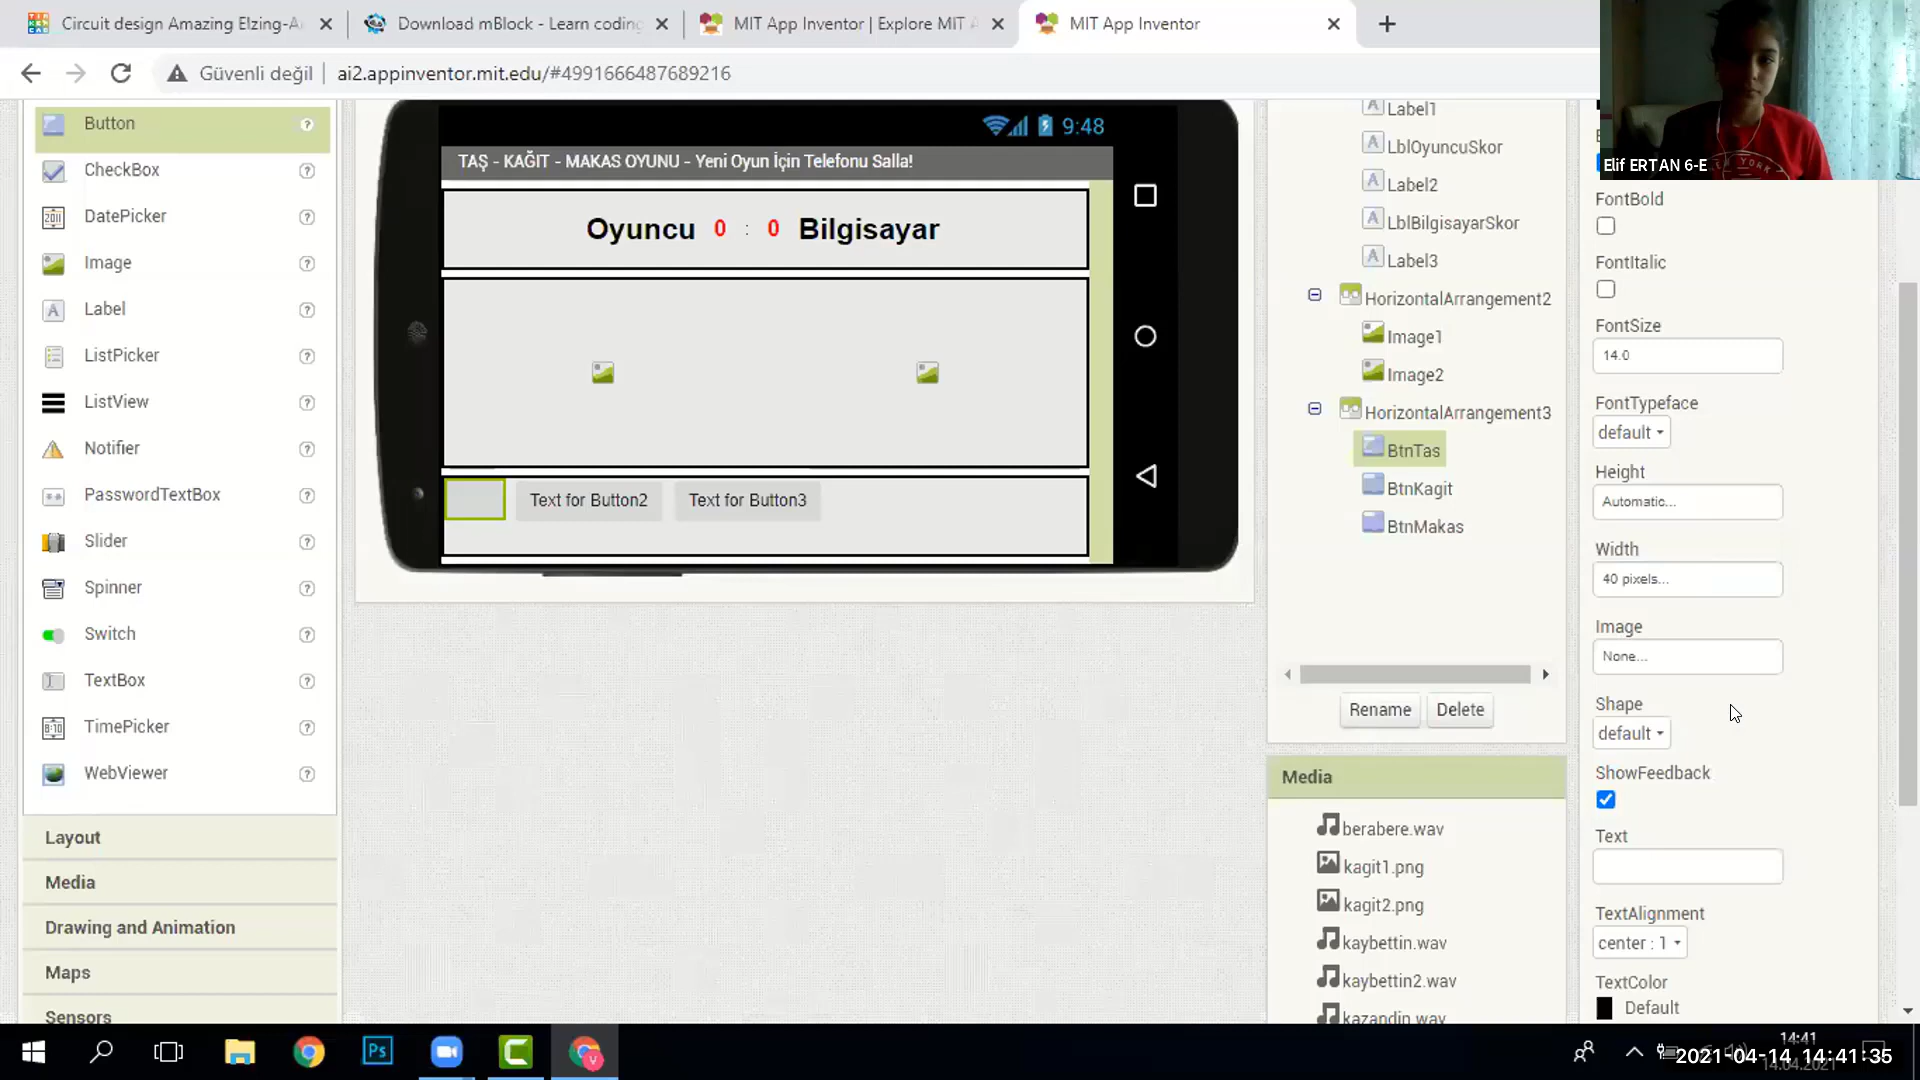 Circuit design Amazing Elzing-A
Download mBlock - Learn coding
MIT App Inventor | Explore MIT A
MIT App Inventor
Güvenli değil
ai2.appinventor.mit.edu/#4991666487689216
Button
CheckBox
DatePicker
Image
Label
ListPicker
ListView
Notifier
PasswordTextBox
Slider
Spinner
Switch
TextBox
TimePicker
WebViewer
Layout
Media
Drawing and Animation
Maps
Sensors
9:48
TAŞ - KAĞIT - MAKAS OYUNU - Yeni Oyun İçin Telefonu Salla!
Oyuncu 0 : 0 Bilgisayar
Text for Button2
Text for Button3
Label1
LblOyuncuSkor
Label2
LblBilgisayarSkor
Label3
HorizontalArrangement2
Image1
Image2
HorizontalArrangement3
BtnTas
BtnKagit
BtnMakas
Rename
Delete
Media
berabere.wav
kagit1.png
kagit2.png
kaybettin.wav
kaybettin2.wav
kazandin.wav
Elif ERTAN 6-E
FontBold
FontItalic
FontSize
14.0
FontTypeface
default
Height
Automatic...
Width
40 pixels...
Image
None...
Shape
default
ShowFeedback
Text
TextAlignment
center : 1
TextColor
Default
14:41
14.04.2021
2021-04-14 14:41:35